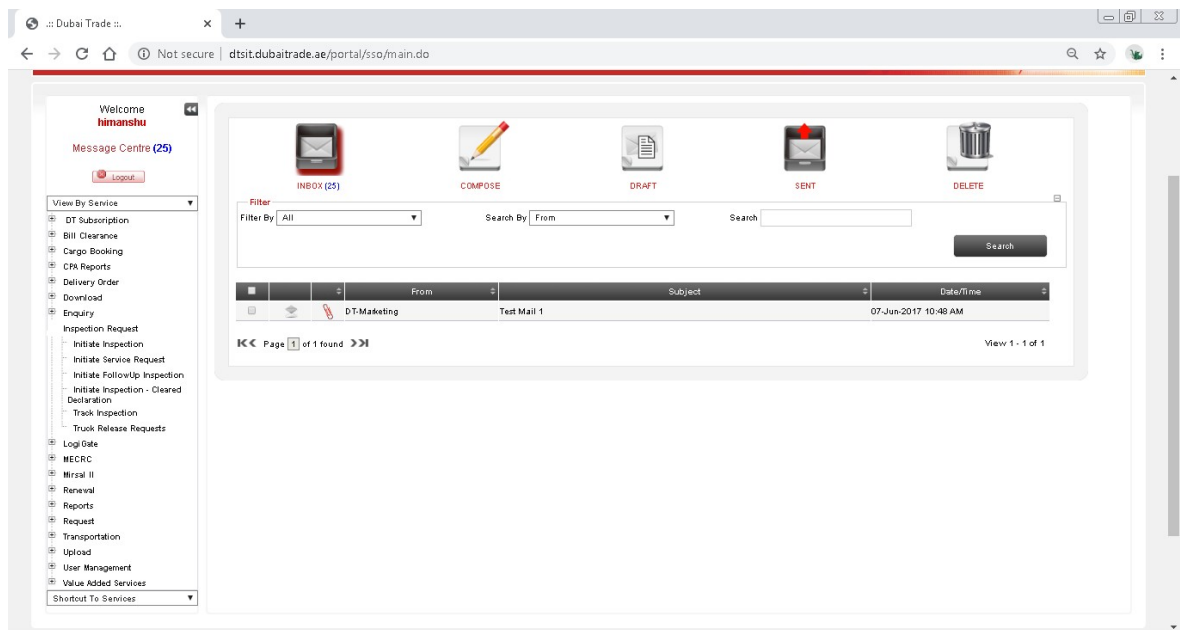 .:: Dubai Trade ::.
Not secure | dtsit.dubaitrade.ae/portal/sso/main.do
Welcome
himanshu
Message Centre (25)
Logout
View By Service
DT Subscription
Bill Clearance
Cargo Booking
CPA Reports
Delivery Order
Download
Enquiry
Inspection Request
Initiate Inspection
Initiate Service Request
Initiate FollowUp Inspection
Initiate Inspection - Cleared
Declaration
Track Inspection
Truck Release Requests
LogiGate
MECRC
Mirsal II
Renewal
Reports
Request
Transportation
Upload
User Management
Value Added Services
Shortcut To Services
INBOX (25) COMPOSE DRAFT SENT DELETE
Filter
Filter By All Search By From Search
Search
From Subject Date/Time
DT-Marketing Test Mail 1 07-Jun-2017 10:48 AM
Page 1 of 1 found View 1 - 1 of 1